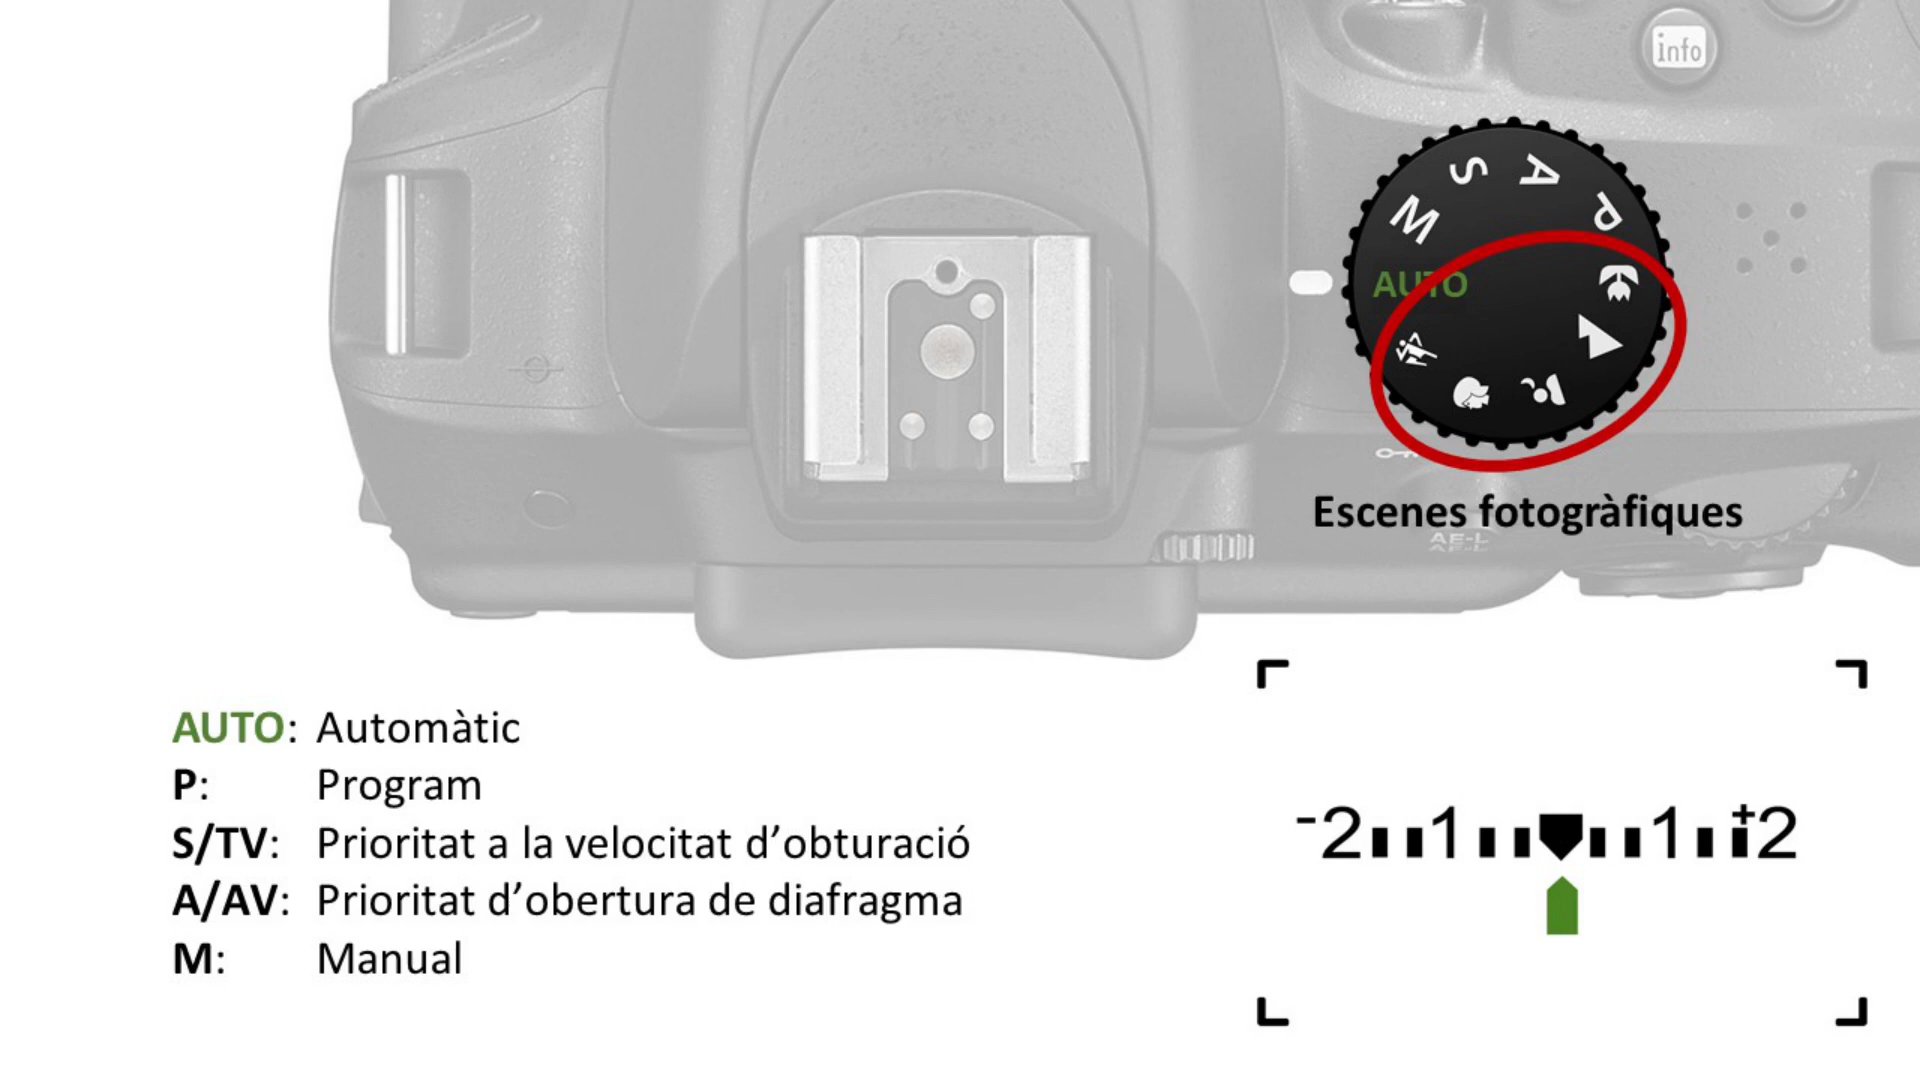 info
S
A
M
P
AUTO
Escenes fotogràfiques
AE-L
AUTO: Automàtic
P: Program
S/TV: Prioritat a la velocitat d’obturació
A/AV: Prioritat d’obertura de diafragma
M: Manual
-2 1 1 +2